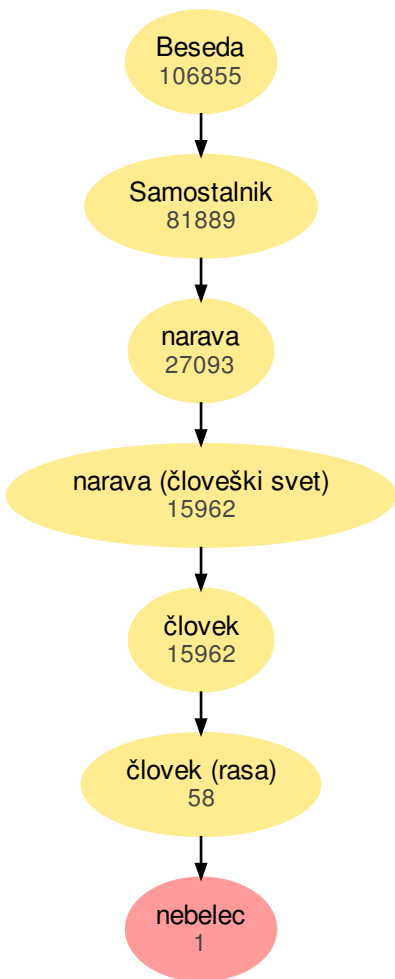 Beseda
106855
Samostalnik
81889
narava
27093
narava (človeški svet)
15962
človek
15962
človek (rasa)
58
nebelec
1